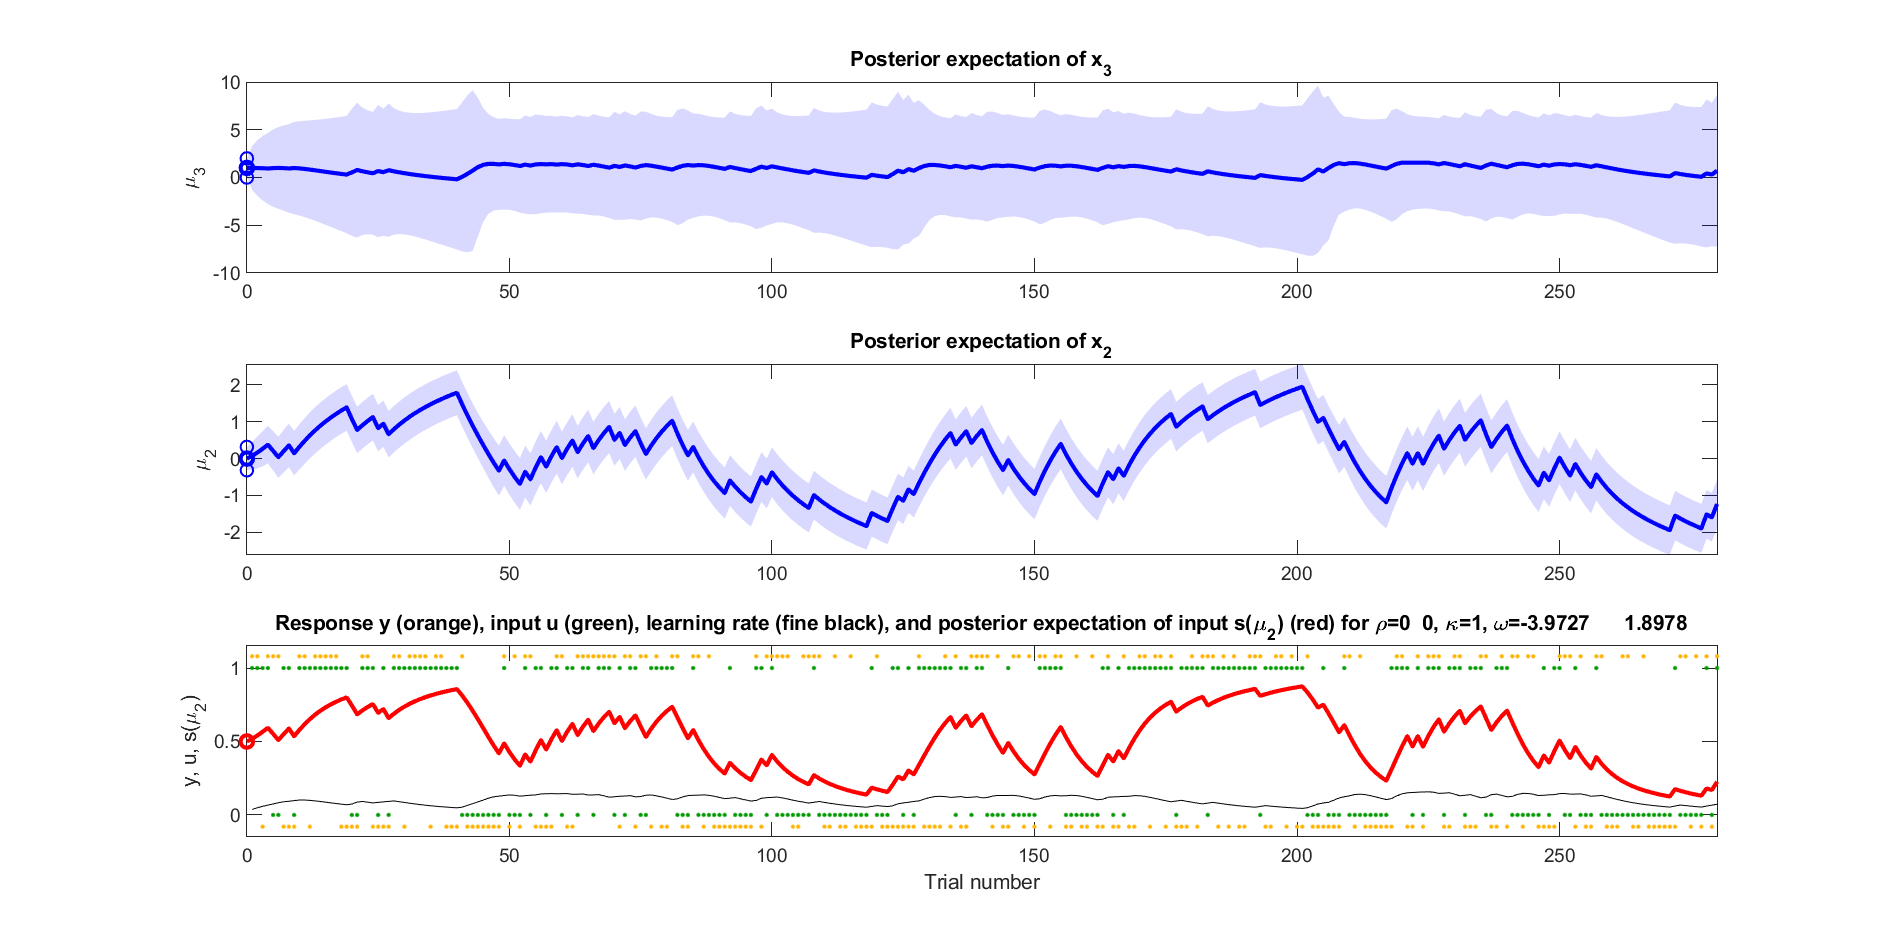 Posterior expectation of x3
10
5
0
-5
-10
μ3
0 50 100 150 200 250
Posterior expectation of x2
2
1
0
-1
-2
μ2
0 50 100 150 200 250
Response y (orange), input u (green), learning rate (fine black), and posterior expectation of input s(μ2) (red) for ρ=0 0, κ=1, ω=-3.9727 1.8978
1
0.5
0
y, u, s(μ2)
0 50 100 150 200 250
Trial number